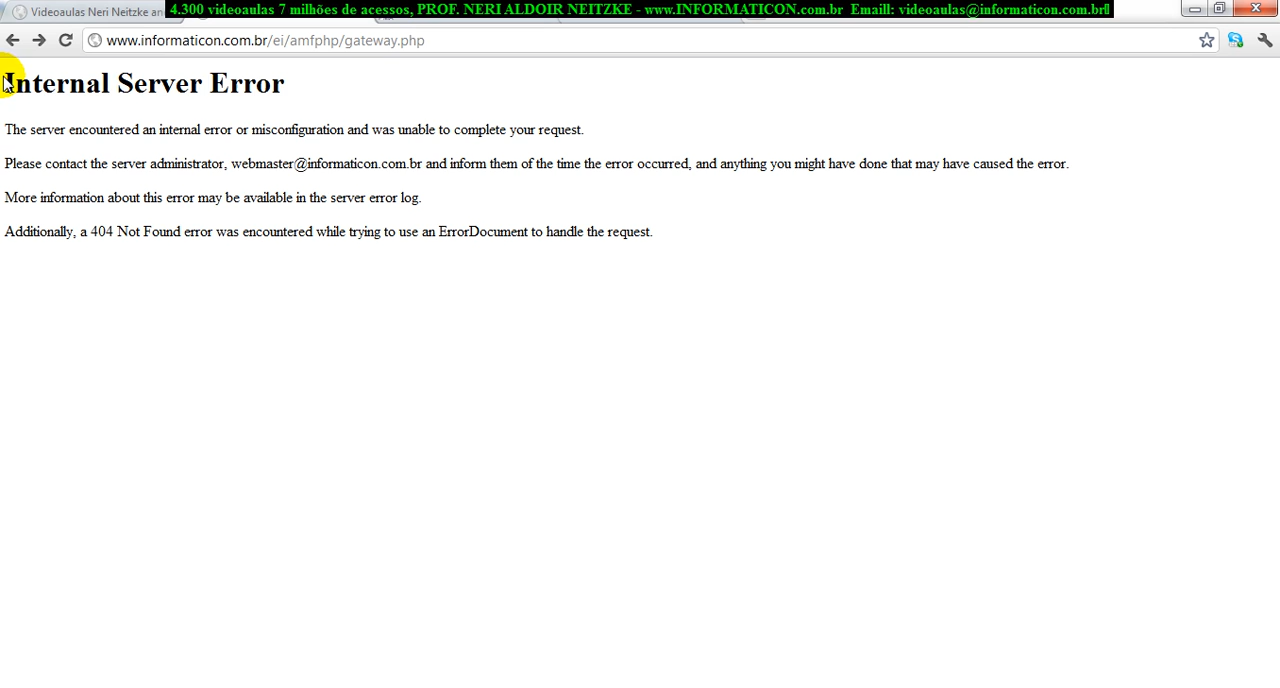 Videoaulas Neri Neitzke an
4.300 videoaulas 7 milhões de acessos, PROF. NERI ALDOIR NEITZKE - www.INFORMATICON.com.br Emaill: videoaulas@informaticon.com.br
www.informaticon.com.br/ei/amfphp/gateway.php
Internal Server Error
The server encountered an internal error or misconfiguration and was unable to complete your request.
Please contact the server administrator, webmaster@informaticon.com.br and inform them of the time the error occurred, and anything you might have done that may have caused the error.
More information about this error may be available in the server error log.
Additionally, a 404 Not Found error was encountered while trying to use an ErrorDocument to handle the request.